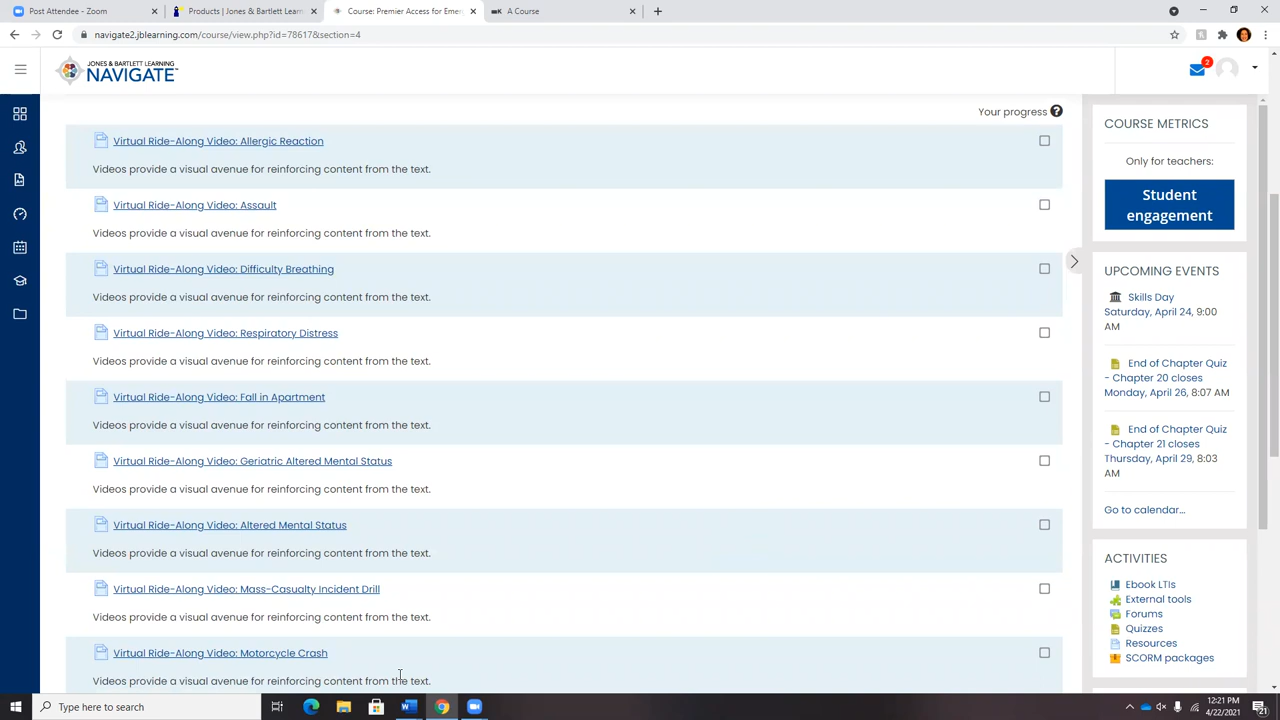 Post Attendee - Zoom
Products | Jones & Bartlett Learn
Course: Premier Access for Emer
A Course
navigate2.jblearning.com/course/view.php?id=78617&section=4
JONES & BARTLETT LEARNING
NAVIGATE
2
Your progress
Virtual Ride-Along Video: Allergic Reaction
Videos provide a visual avenue for reinforcing content from the text.
Virtual Ride-Along Video: Assault
Videos provide a visual avenue for reinforcing content from the text.
Virtual Ride-Along Video: Difficulty Breathing
Videos provide a visual avenue for reinforcing content from the text.
Virtual Ride-Along Video: Respiratory Distress
Videos provide a visual avenue for reinforcing content from the text.
Virtual Ride-Along Video: Fall in Apartment
Videos provide a visual avenue for reinforcing content from the text.
Virtual Ride-Along Video: Geriatric Altered Mental Status
Videos provide a visual avenue for reinforcing content from the text.
Virtual Ride-Along Video: Altered Mental Status
Videos provide a visual avenue for reinforcing content from the text.
Virtual Ride-Along Video: Mass-Casualty Incident Drill
Videos provide a visual avenue for reinforcing content from the text.
Virtual Ride-Along Video: Motorcycle Crash
Videos provide a visual avenue for reinforcing content from the text.
COURSE METRICS
Only for teachers:
Student
engagement
UPCOMING EVENTS
Skills Day
Saturday, April 24, 9:00
AM
End of Chapter Quiz
- Chapter 20 closes
Monday, April 26, 8:07 AM
End of Chapter Quiz
- Chapter 21 closes
Thursday, April 29, 8:03
AM
Go to calendar...
ACTIVITIES
Ebook LTIs
External tools
Forums
Quizzes
Resources
SCORM packages
Type here to search
12:21 PM
4/22/2021